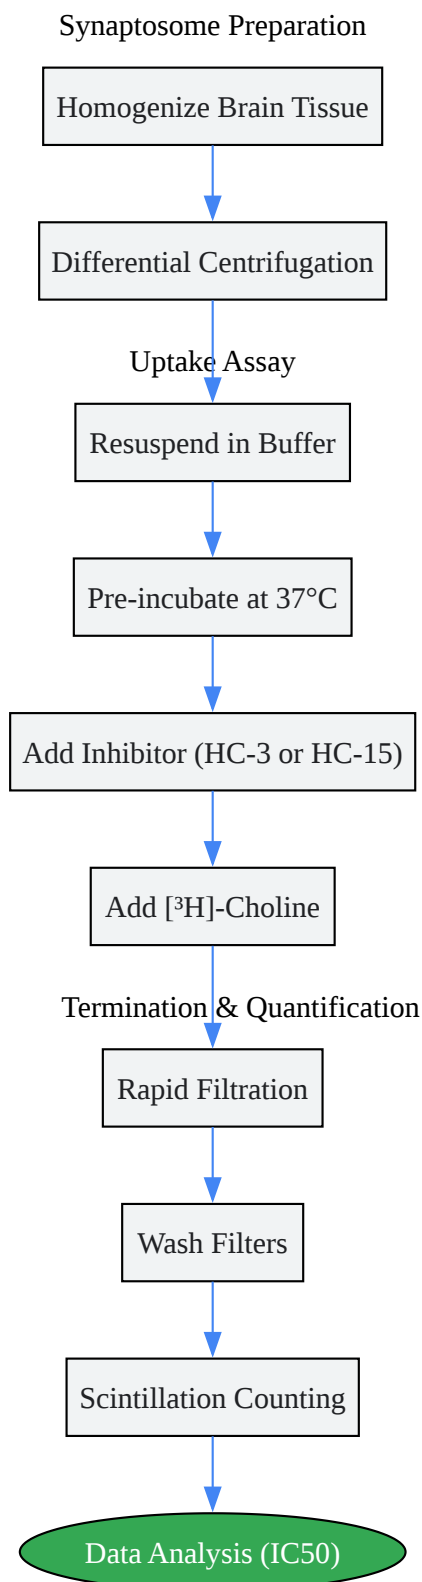 Synaptosome Preparation
Homogenize Brain Tissue
Differential Centrifugation
Uptake Assay
Resuspend in Buffer
Pre-incubate at 37°C
Add Inhibitor (HC-3 or HC-15)
Add [³H]-Choline
Termination & Quantification
Rapid Filtration
Wash Filters
Scintillation Counting
Data Analysis (IC50)